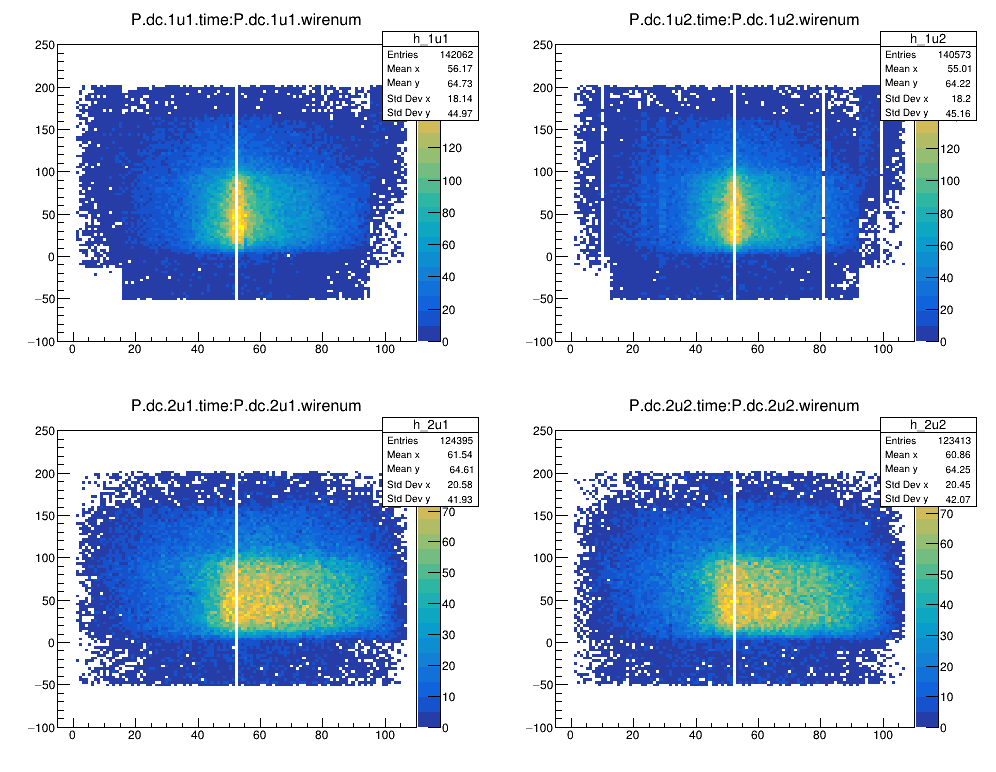 P.dc.1u1.time:P.dc.1u1.wirenum
h_1u1
Entries 142062
Mean x 56.17
Mean y 64.73
Std Dev x 18.14
Std Dev y 44.97
250
200
150
100
50
0
−50
−100
0 20 40 60 80 100
120
100
80
60
40
20
0
P.dc.1u2.time:P.dc.1u2.wirenum
h_1u2
Entries 140573
Mean x 55.01
Mean y 64.22
Std Dev x 18.2
Std Dev y 45.16
250
200
150
100
50
0
−50
−100
0 20 40 60 80 100
120
100
80
60
40
20
0
P.dc.2u1.time:P.dc.2u1.wirenum
h_2u1
Entries 124395
Mean x 61.54
Mean y 64.61
Std Dev x 20.58
Std Dev y 41.93
250
200
150
100
50
0
−50
−100
0 20 40 60 80 100
70
60
50
40
30
20
10
0
P.dc.2u2.time:P.dc.2u2.wirenum
h_2u2
Entries 123413
Mean x 60.86
Mean y 64.25
Std Dev x 20.45
Std Dev y 42.07
250
200
150
100
50
0
−50
−100
0 20 40 60 80 100
70
60
50
40
30
20
10
0